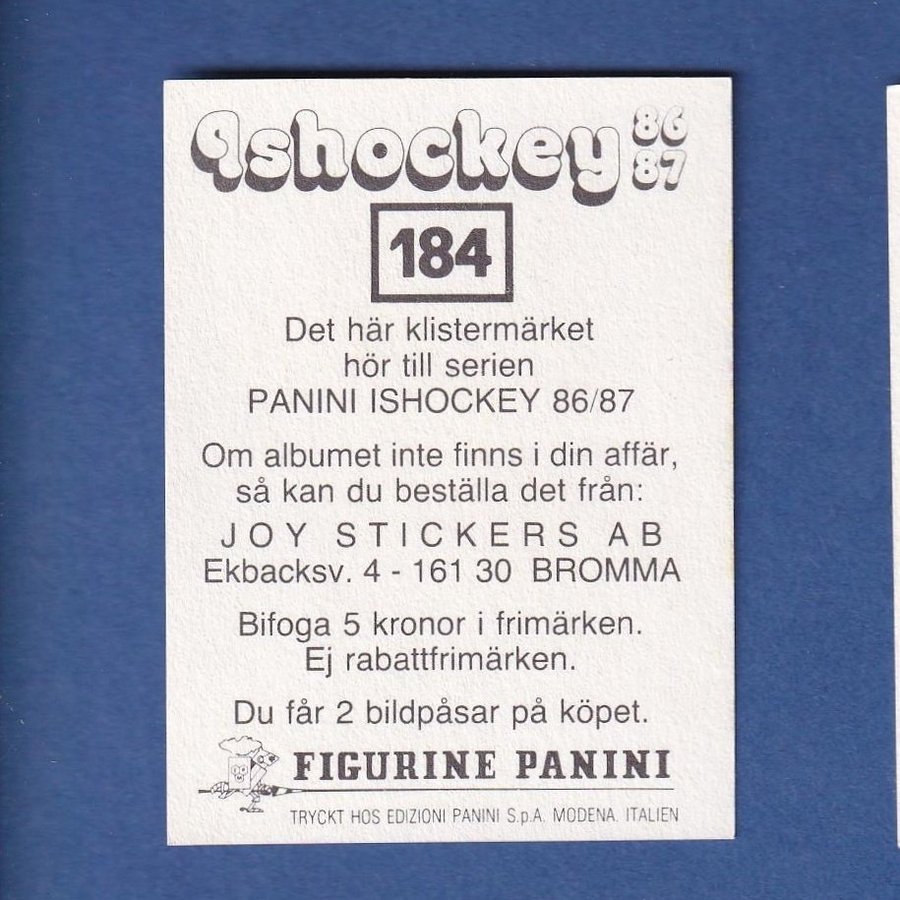 Ishockey 86
87
184
Det här klistermärket
hör till serien
PANINI ISHOCKEY 86/87
Om albumet inte finns i din affär,
så kan du beställa det från:
JOY STICKERS AB
Ekbacksv. 4 - 161 30 BROMMA
Bifoga 5 kronor i frimärken.
Ej rabattfrimärken.
Du får 2 bildpåsar på köpet.
FIGURINE PANINI
TRYCKT HOS EDIZIONI PANINI S.p.A. MODENA. ITALIEN